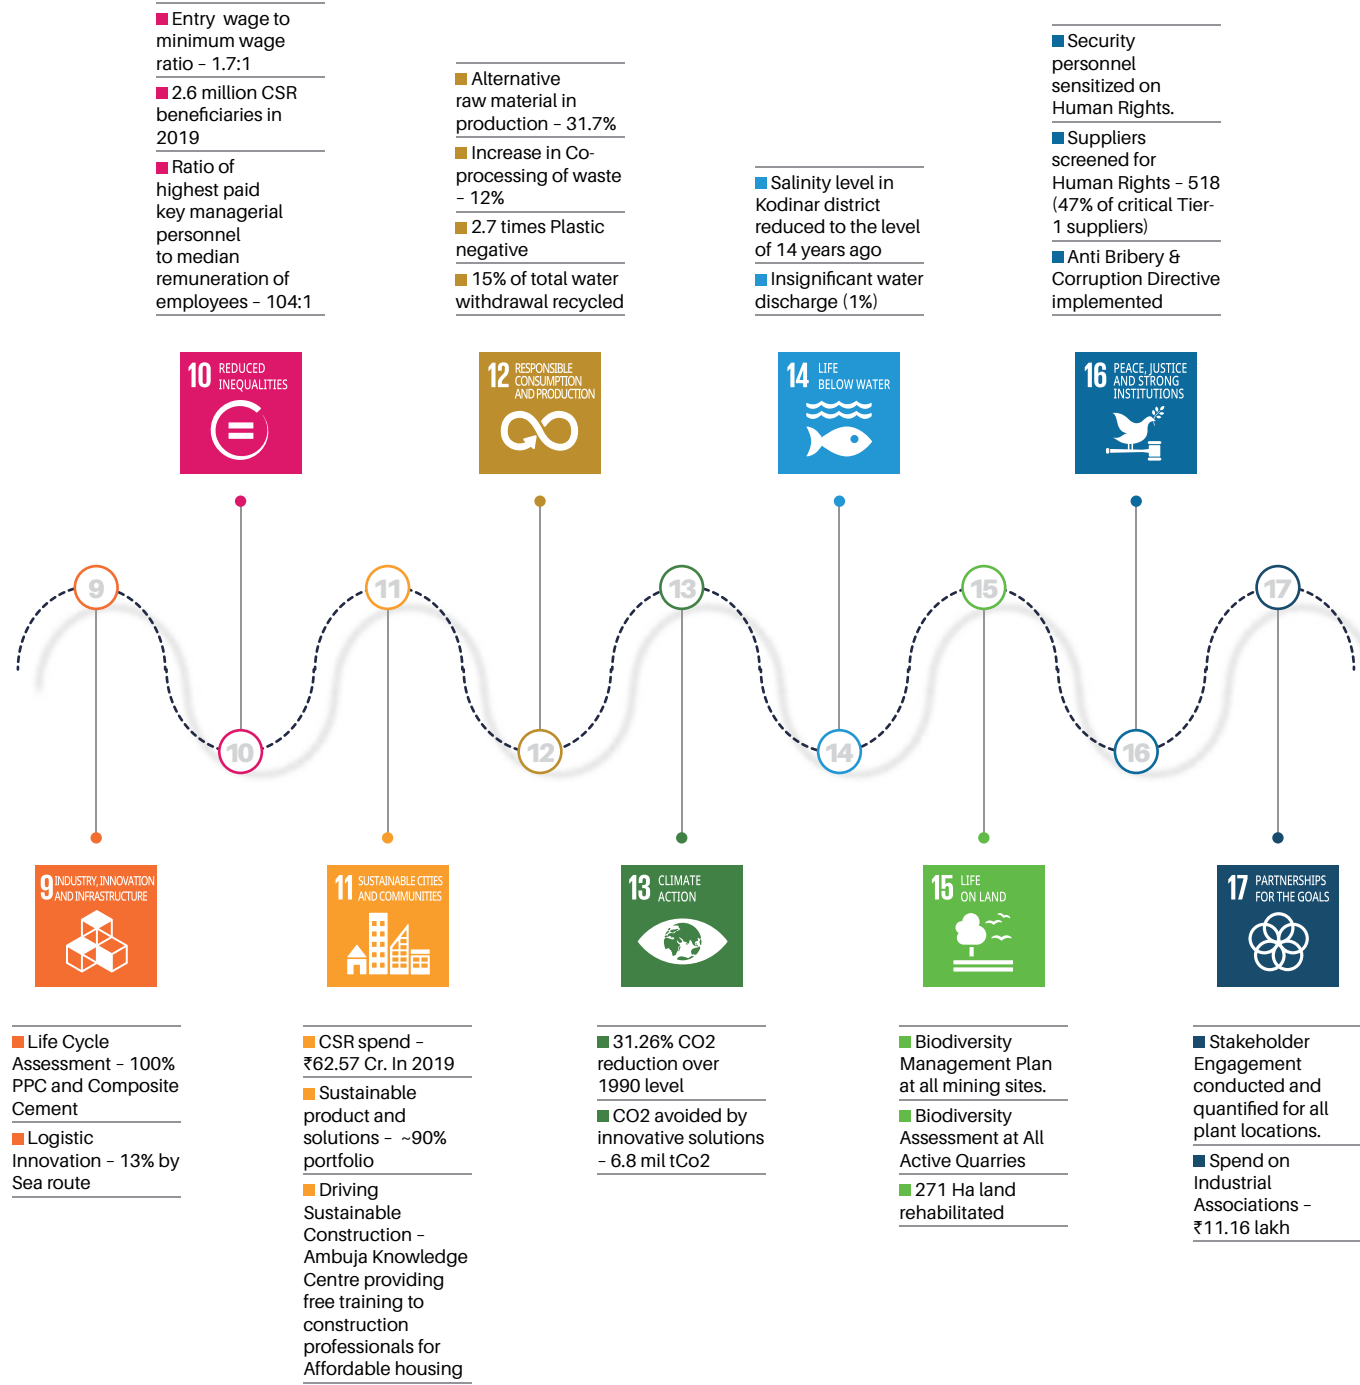 Entry  wage to
minimum wage
ratio – 1.7:1
2.6 million CSR
beneficiaries in
2019
Ratio of
highest paid
key managerial
personnel
to median
remuneration of
employees – 104:1
Alternative
raw material in
production – 31.7%
Increase in Co-
processing of waste
– 12%
2.7 times Plastic
negative
15% of total water
withdrawal recycled
Salinity level in
Kodinar district
reduced to the level
of 14 years ago
Insignificant water
discharge (1%)
Security
personnel
sensitized on
Human Rights.
Suppliers
screened for
Human Rights – 518
(47% of critical Tier-
1 suppliers)
Anti Bribery &
Corruption Directive
implemented
10 REDUCED
INEQUALITIES
12 RESPONSIBLE
CONSUMPTION
AND PRODUCTION
14 LIFE
BELOW WATER
16 PEACE, JUSTICE
AND STRONG
INSTITUTIONS
9
11
13
15
17
10
12
14
16
9 INDUSTRY, INNOVATION
AND INFRASTRUCTURE
11 SUSTAINABLE CITIES
AND COMMUNITIES
13 CLIMATE
ACTION
15 LIFE
ON LAND
17 PARTNERSHIPS
FOR THE GOALS
Life Cycle
Assessment – 100%
PPC and Composite
Cement
Logistic
Innovation – 13% by
Sea route
CSR spend –
₹62.57 Cr. In 2019
Sustainable
product and
solutions –  ~90%
portfolio
Driving
Sustainable
Construction –
Ambuja Knowledge
Centre providing
free training to
construction
professionals for
Affordable housing
31.26% CO2
reduction over
1990 level
CO2 avoided by
innovative solutions
– 6.8 mil tCo2
Biodiversity
Management Plan
at all mining sites.
Biodiversity
Assessment at All
Active Quarries
271 Ha land
rehabilitated
Stakeholder
Engagement
conducted and
quantified for all
plant locations.
Spend on
Industrial
Associations –
₹11.16 lakh